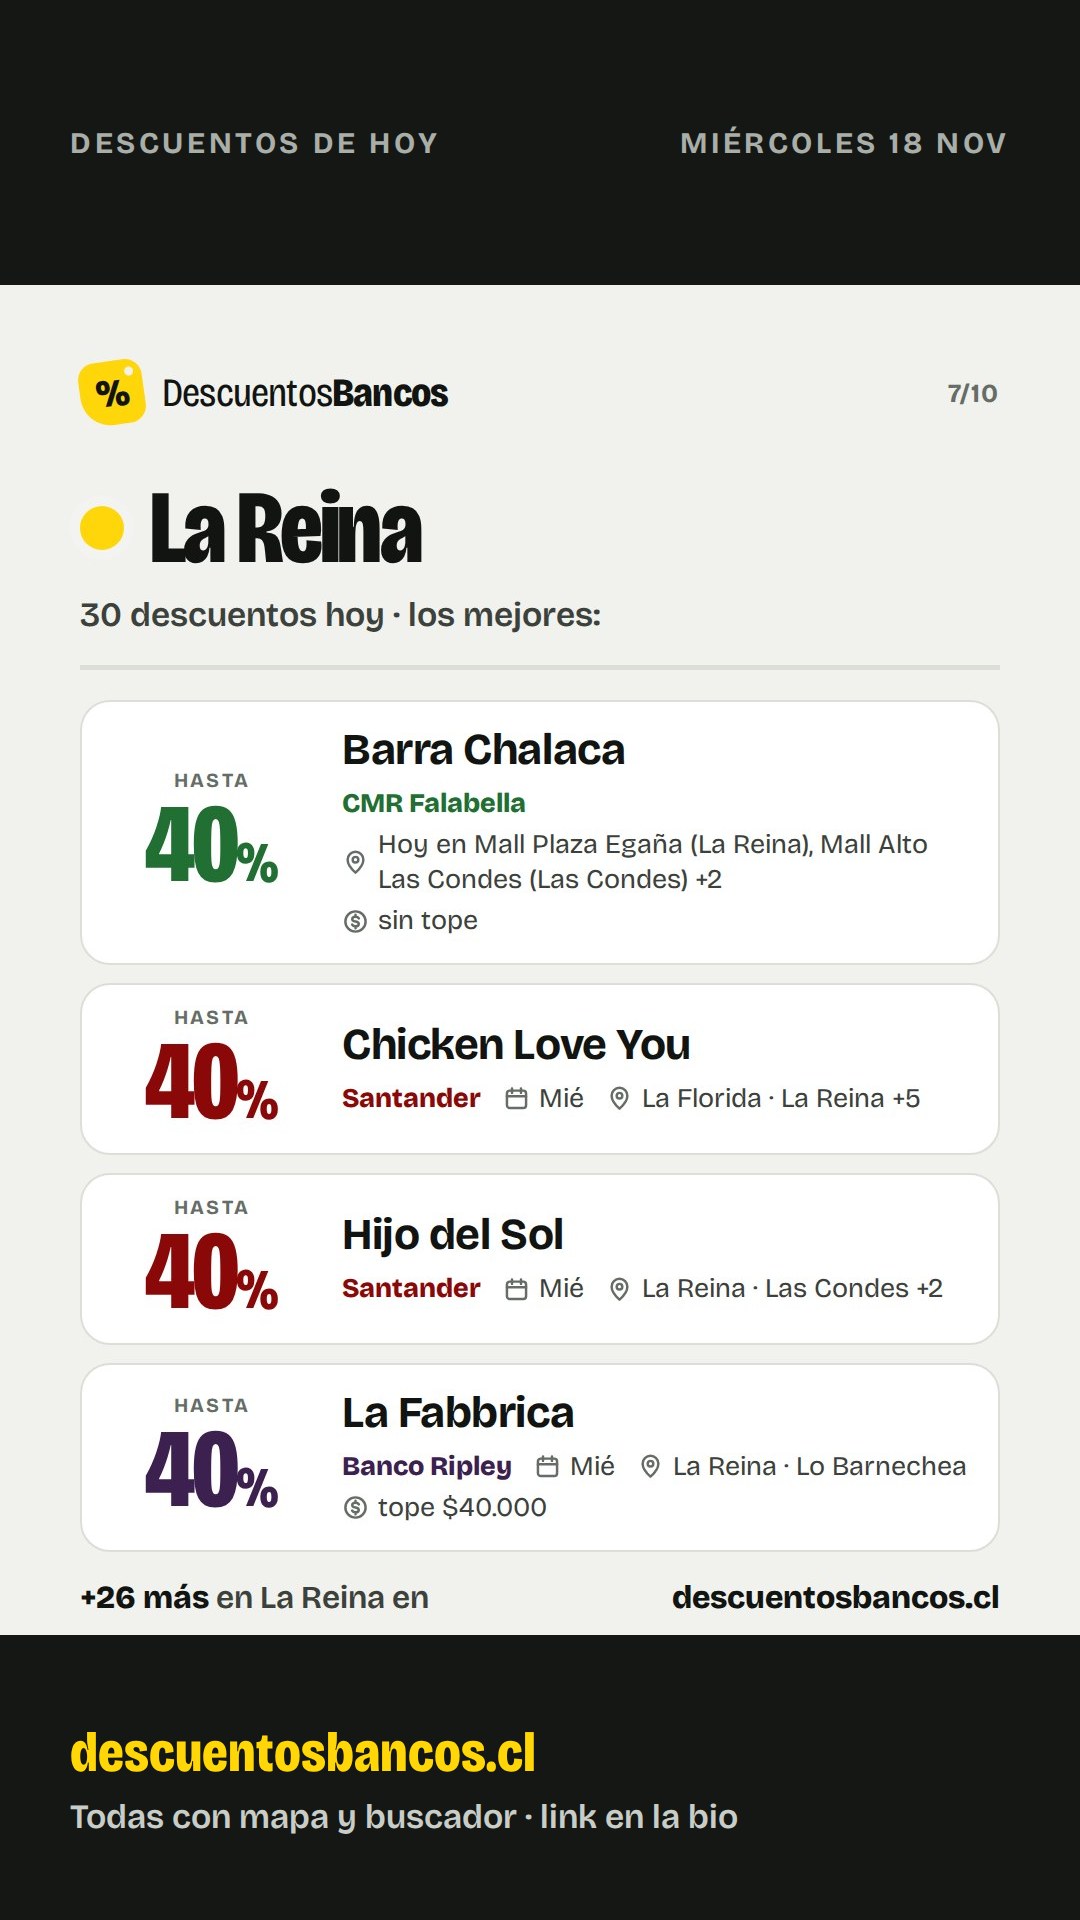 DESCUENTOS DE HOY
MIÉRCOLES 18 NOV
%
DescuentosBancos
7/10
La Reina
30 descuentos hoy · los mejores:
HASTA
40%
Barra Chalaca
CMR Falabella
Hoy en Mall Plaza Egaña (La Reina), Mall Alto
Las Condes (Las Condes) +2
sin tope
HASTA
40%
Chicken Love You
Santander Mié La Florida · La Reina +5
HASTA
40%
Hijo del Sol
Santander Mié La Reina · Las Condes +2
HASTA
40%
La Fabbrica
Banco Ripley Mié La Reina · Lo Barnechea
tope $40.000
+26 más en La Reina en
descuentosbancos.cl
descuentosbancos.cl
Todas con mapa y buscador · link en la bio